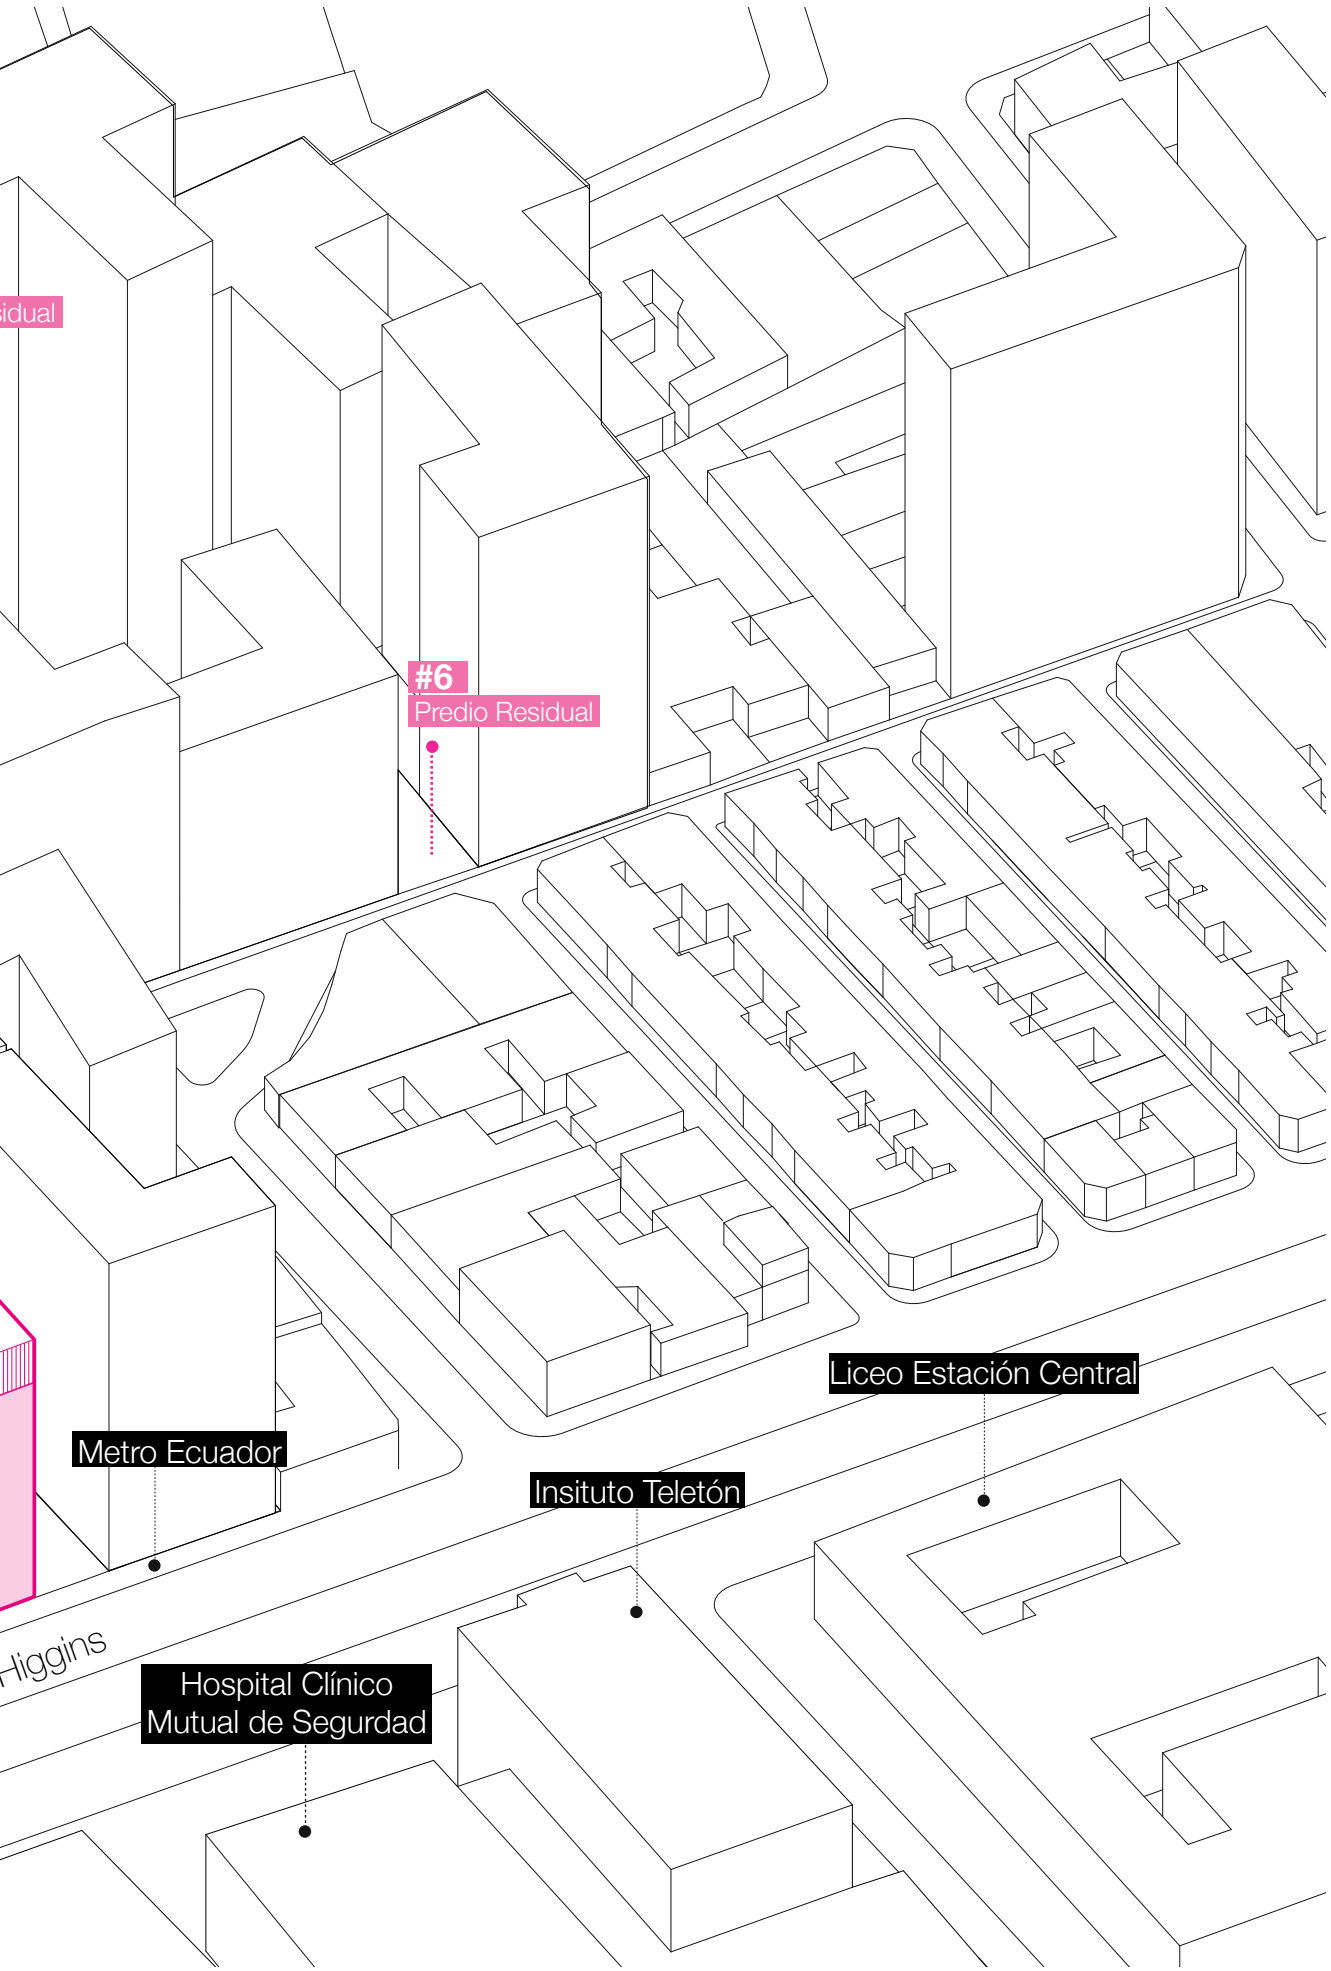 sidual
#6
Predio Residual
Liceo Estación Central
Metro Ecuador
Insituto Teletón
Higgins
Hospital Clínico
Mutual de Segurdad